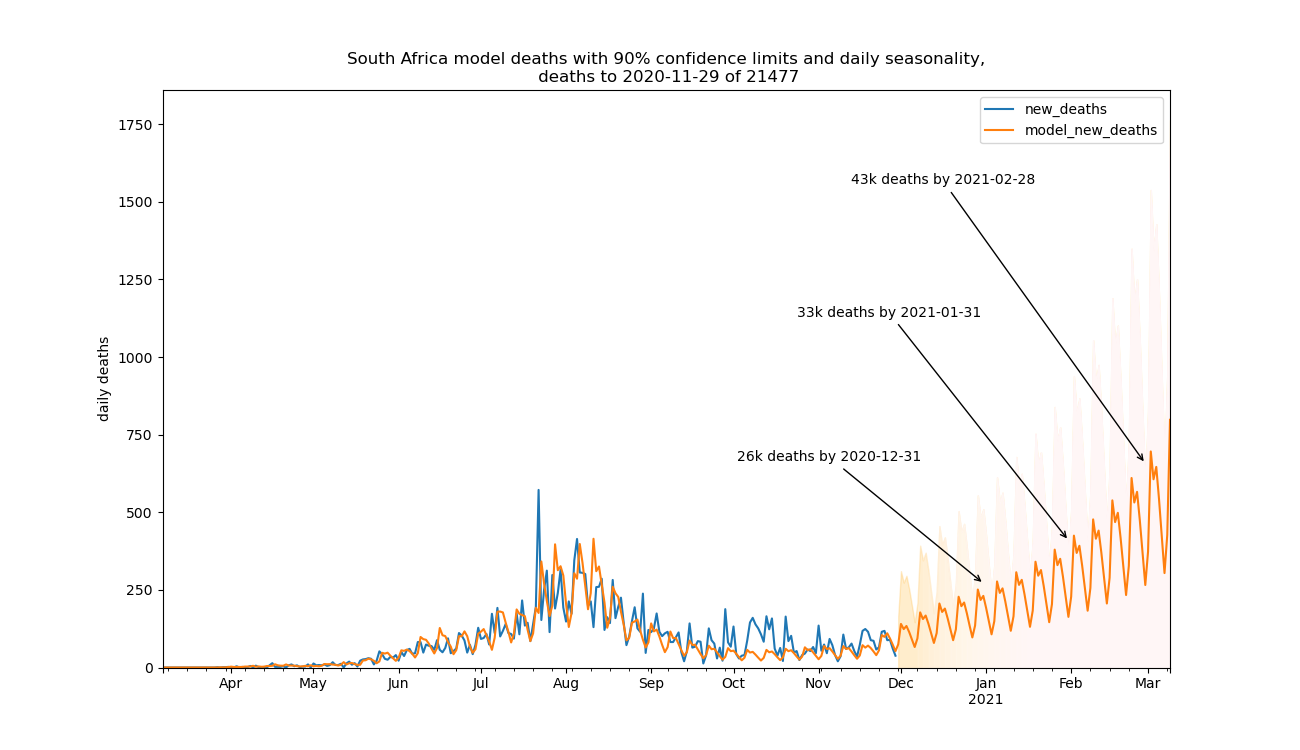 South Africa model deaths with 90% confidence limits and daily seasonality,
deaths to 2020-11-29 of 21477
new_deaths
model_new_deaths
1750
1500
1250
1000
750
500
250
0
daily deaths
43k deaths by 2021-02-28
33k deaths by 2021-01-31
26k deaths by 2020-12-31
Apr May Jun Jul Aug Sep Oct Nov Dec Jan Feb Mar
2021